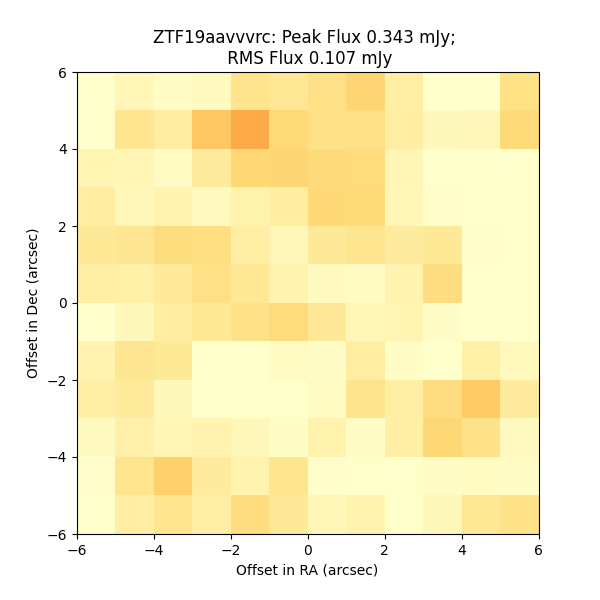 ZTF19aavvvrc: Peak Flux 0.343 mJy;
RMS Flux 0.107 mJy
6
4
2
0
−2
−4
−6
Offset in Dec (arcsec)
−6 −4 −2 0 2 4 6
Offset in RA (arcsec)